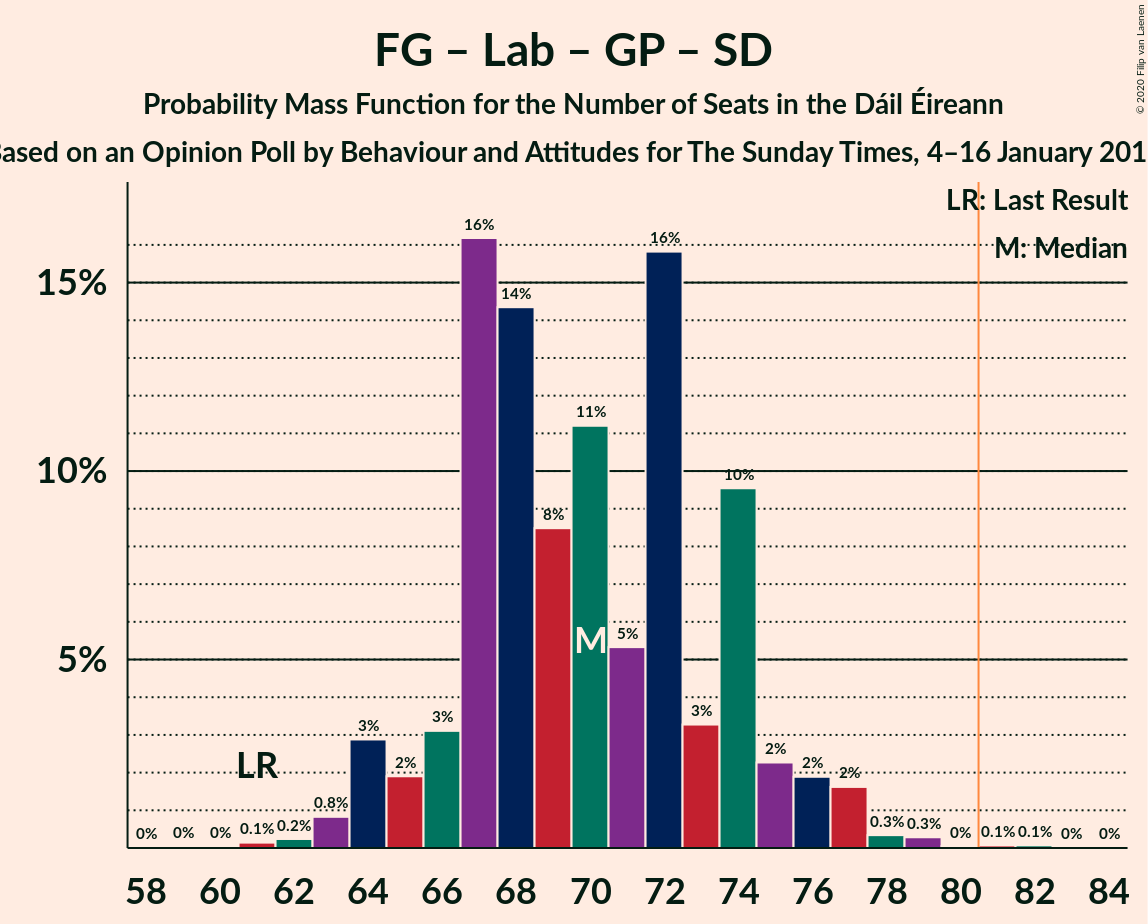 FG – Lab – GP – SD
Probability Mass Function for the Number of Seats in the Dáil Éireann
Based on an Opinion Poll by Behaviour and Attitudes for The Sunday Times, 4–16 January 201
© 2020 Filip van Laenen
LR: Last Result
M: Median
15%
10%
5%
0% 0% 0% 0.1% 0.2% 0.8% 3% 2% 3% 16% 14% 8% 11% 5% 16% 3% 10% 2% 2% 2% 0.3% 0.3% 0% 0.1% 0.1% 0% 0%
LR
M
58 60 62 64 66 68 70 72 74 76 78 80 82 84